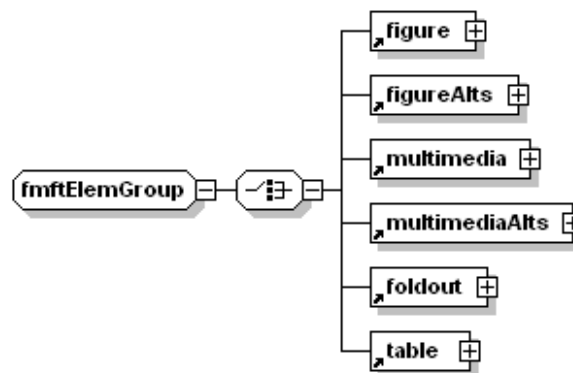 figure
figureAlts
multimedia
fmftElemGroup
multimediaAlts
foldout
table